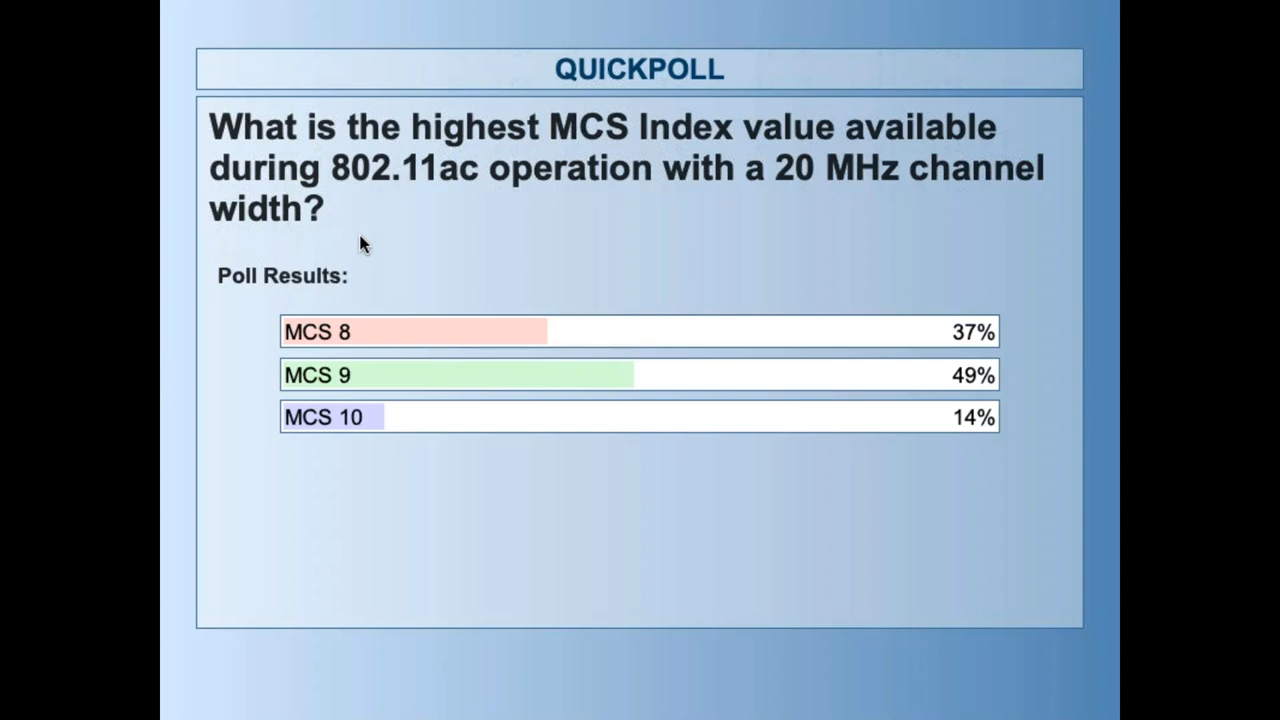 QUICKPOLL
What is the highest MCS Index value available
during 802.11ac operation with a 20 MHz channel
width?
Poll Results:
MCS 8 37%
MCS 9 49%
MCS 10 14%